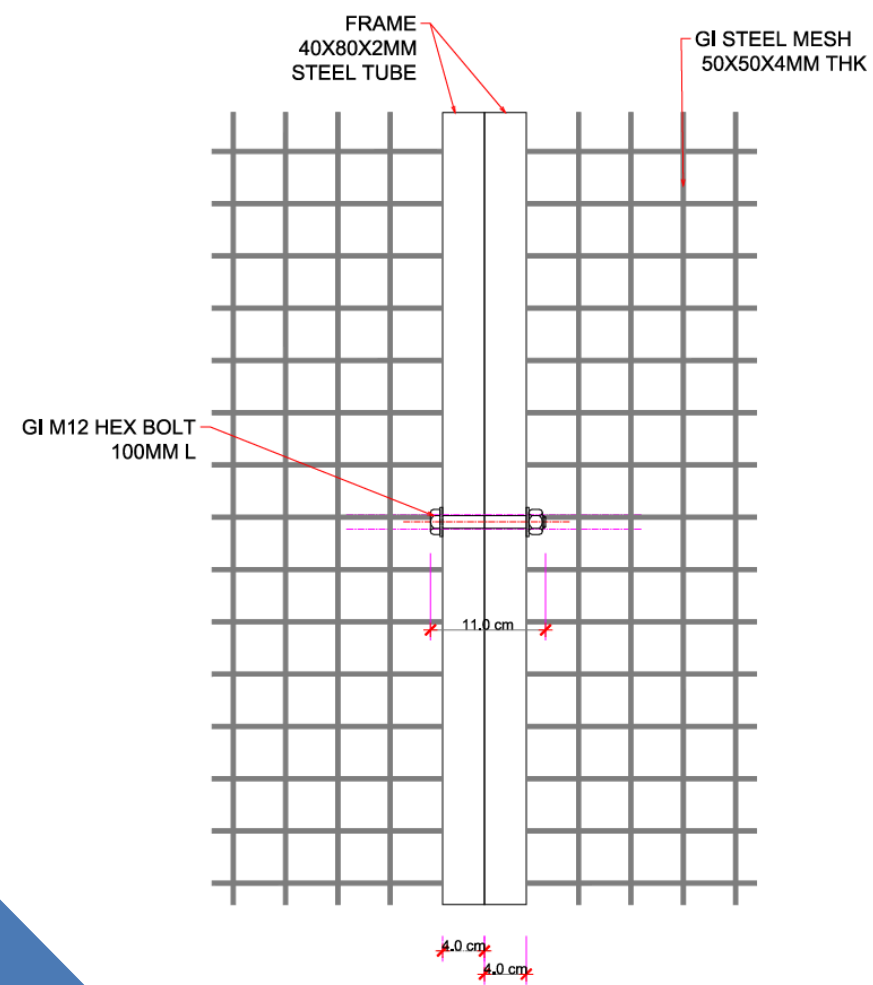 FRAME
40X80X2MM
STEEL TUBE
GI STEEL MESH
50X50X4MM THK
GI M12 HEX BOLT
100MM L
11.0 cm
4.0 cm
4.0 cm